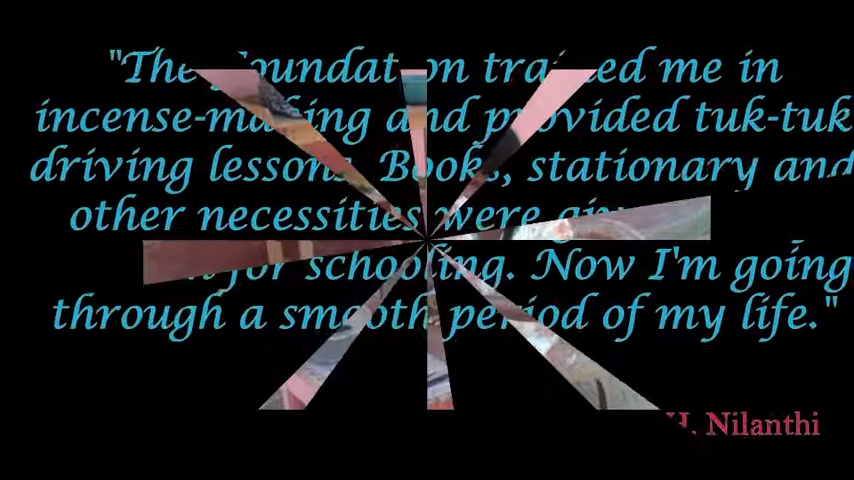 "The foundation trained me in
incense-making and provided tuk-tuk
driving lessons. Books, stationary and
other necessities were
for schooling. Now I'm going
through a smooth period of my life."
H. Nilanthi